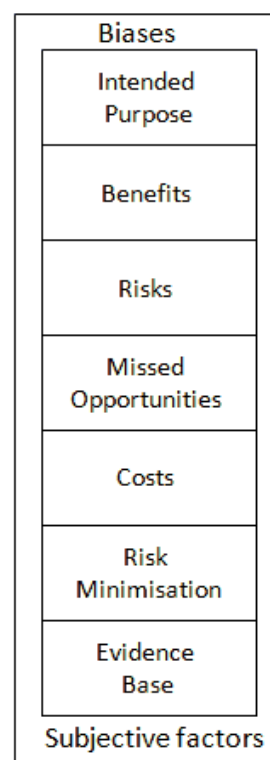 Biases
Intended
Purpose
Benefits
Risks
Missed
Opportunities
Costs
Risk
Minimisation
Evidence
Base
Subjective factors